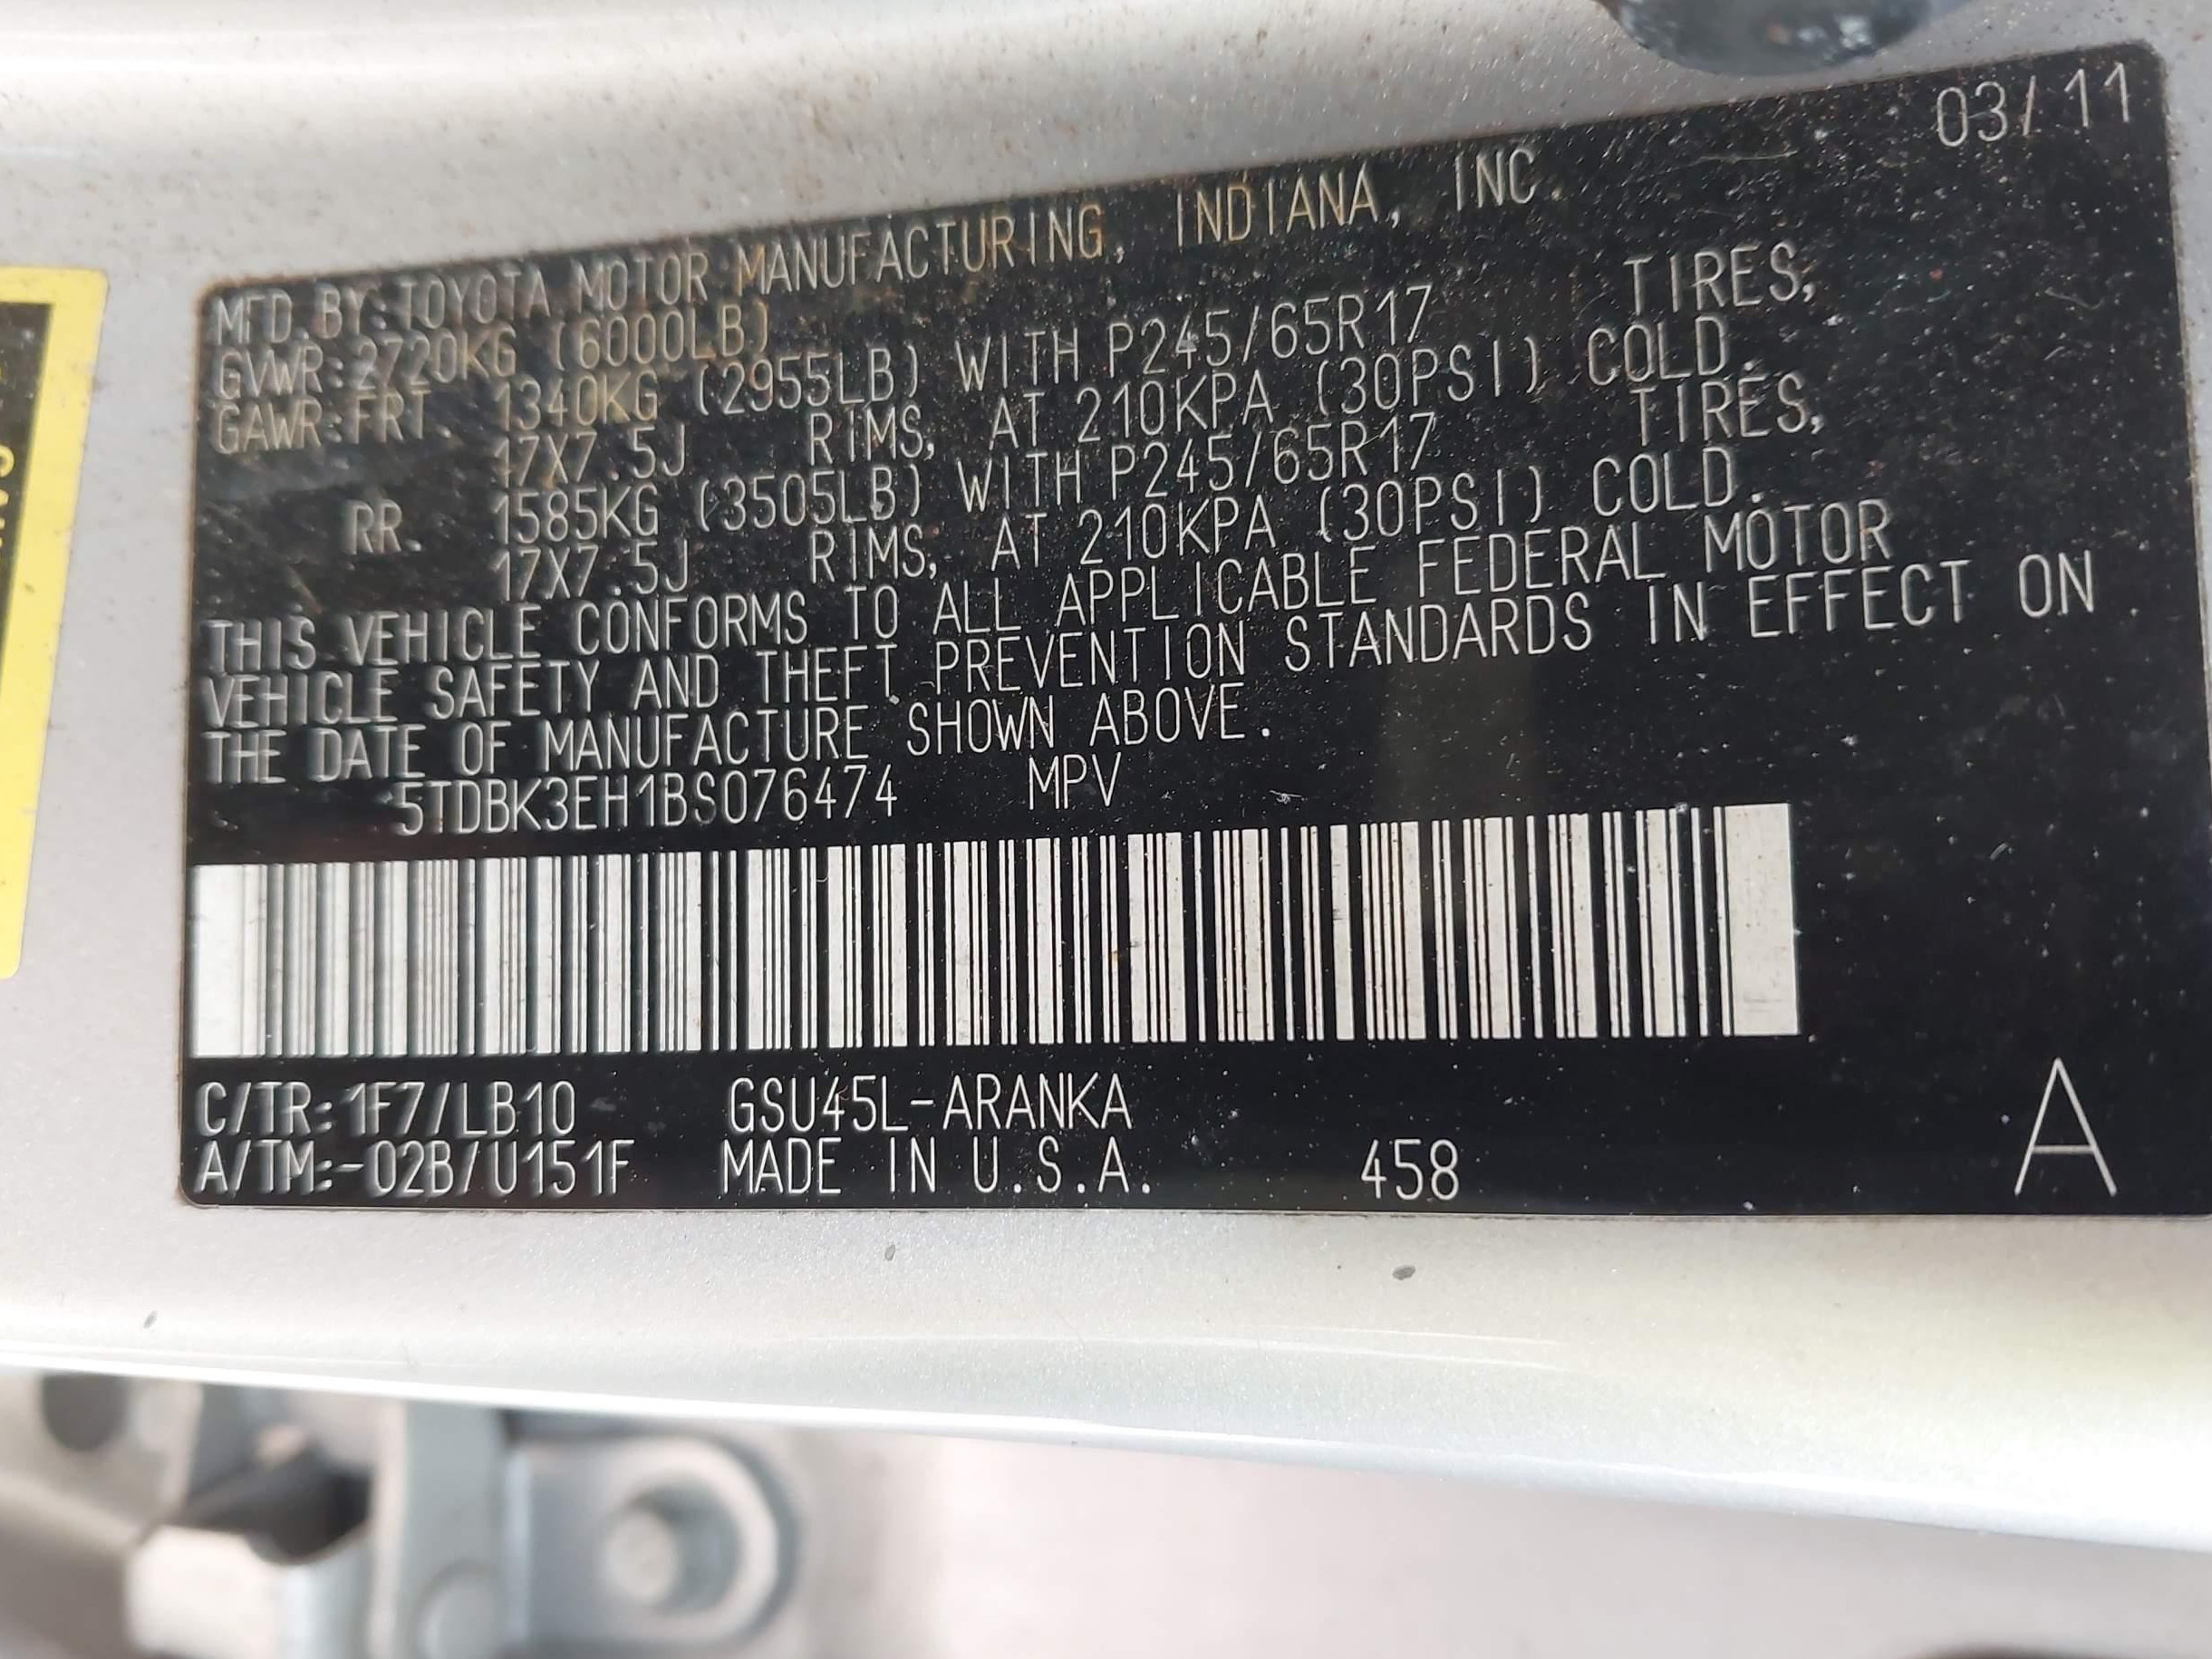 03/11
MFD. BY: TOYOTA MOTOR MANUFACTURING, INDIANA, INC.
GVWR: 2720KG (6000LB)
GAWR: FRT. 1340KG (2955LB) WITH P245/65R17 TIRES,
17X7.5J RIMS, AT 210KPA (30PSI) COLD.
RR. 1585KG (3505LB) WITH P245/65R17 TIRES,
17X7.5J RIMS, AT 210KPA (30PSI) COLD.
THIS VEHICLE CONFORMS TO ALL APPLICABLE FEDERAL MOTOR
VEHICLE SAFETY AND THEFT PREVENTION STANDARDS IN EFFECT ON
THE DATE OF MANUFACTURE SHOWN ABOVE.
5TDBK3EH1BS076474 MPV
C/TR: 1F7/LB10 GSU45L-ARANKA
A/TM: -02B/U151F MADE IN U.S.A. 458 A